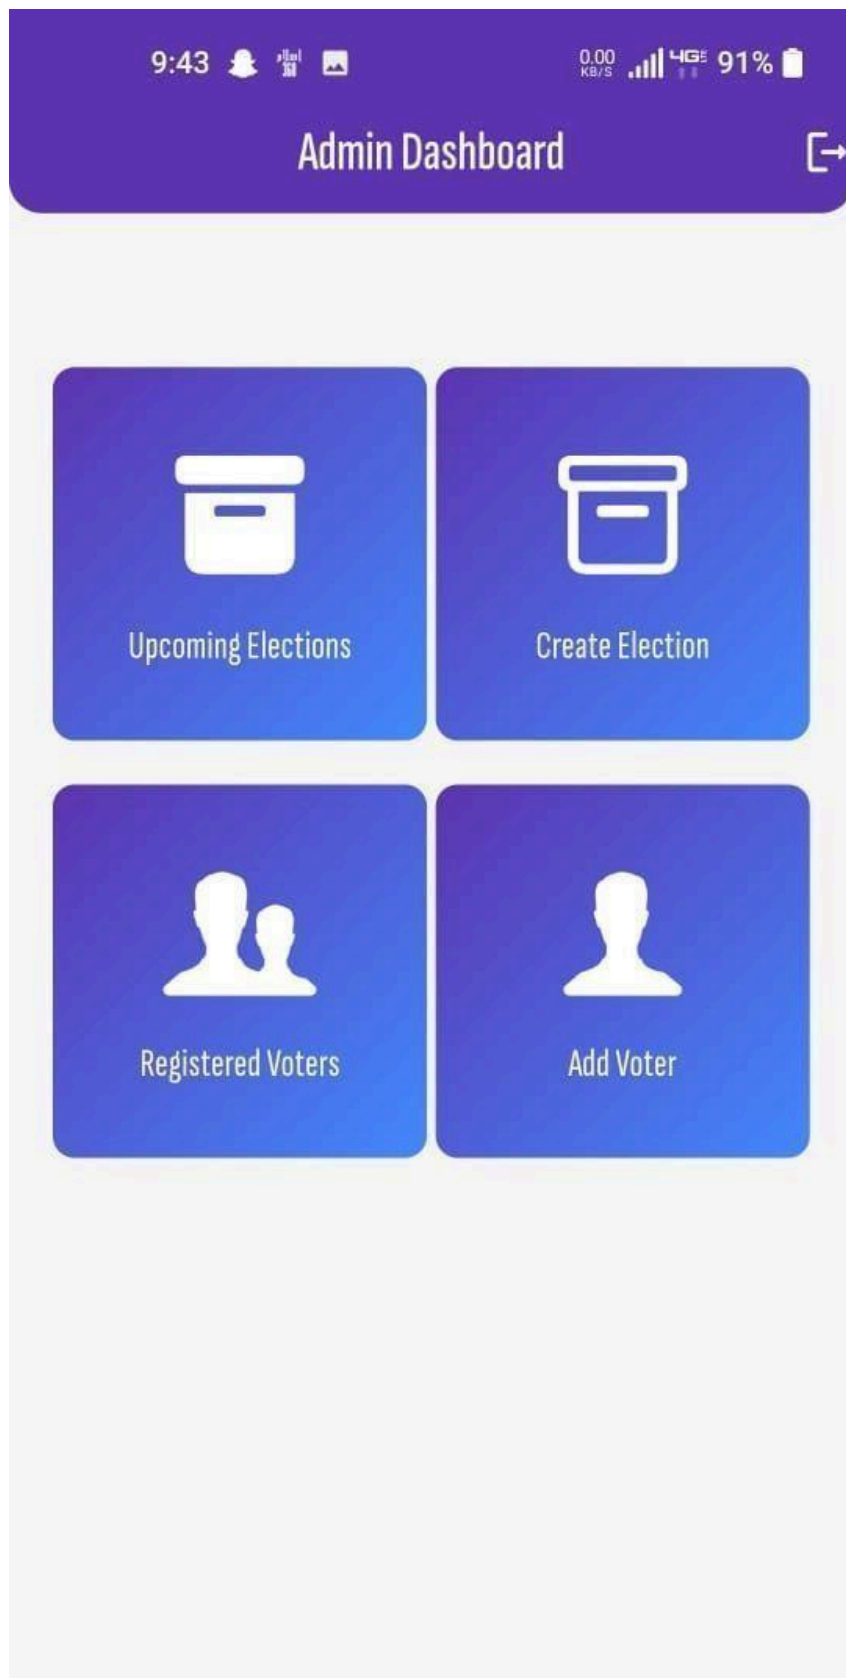 9:43
0.00
KB/S
4G
91%
Admin Dashboard
Upcoming Elections
Create Election
Registered Voters
Add Voter